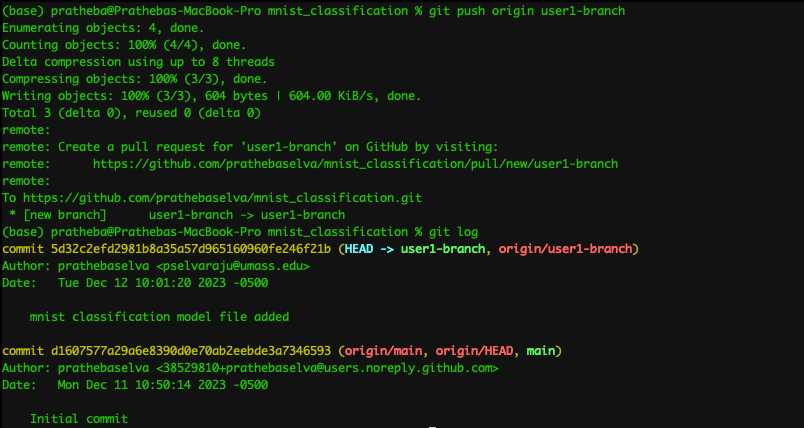 (base) pratheba@Prathebas-MacBook-Pro mnist_classification % git push origin user1-branch
Enumerating objects: 4, done.
Counting objects: 100% (4/4), done.
Delta compression using up to 8 threads
Compressing objects: 100% (3/3), done.
Writing objects: 100% (3/3), 604 bytes | 604.00 KiB/s, done.
Total 3 (delta 0), reused 0 (delta 0)
remote:
remote: Create a pull request for 'user1-branch' on GitHub by visiting:
remote:      https://github.com/prathebaselva/mnist_classification/pull/new/user1-branch
remote:
To https://github.com/prathebaselva/mnist_classification.git
 * [new branch]      user1-branch -> user1-branch
(base) pratheba@Prathebas-MacBook-Pro mnist_classification % git log
commit 5d32c2efd2981b8a35a57d965160960fe246f21b (HEAD -> user1-branch, origin/user1-branch)
Author: prathebaselva <pselvaraju@umass.edu>
Date:   Tue Dec 12 10:01:20 2023 -0500

    mnist classification model file added

commit d1607577a29a6e8390d0e70ab2eebde3a7346593 (origin/main, origin/HEAD, main)
Author: prathebaselva <38529810+prathebaselva@users.noreply.github.com>
Date:   Mon Dec 11 10:50:14 2023 -0500

    Initial commit